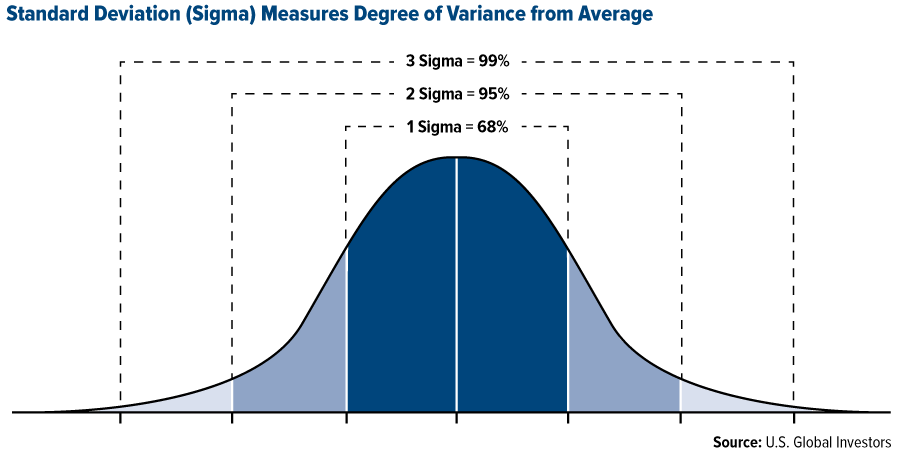 Standard Deviation (Sigma) Measures Degree of Variance from Average
3 Sigma = 99%
2 Sigma = 95%
1 Sigma = 68%
Source: U.S. Global Investors